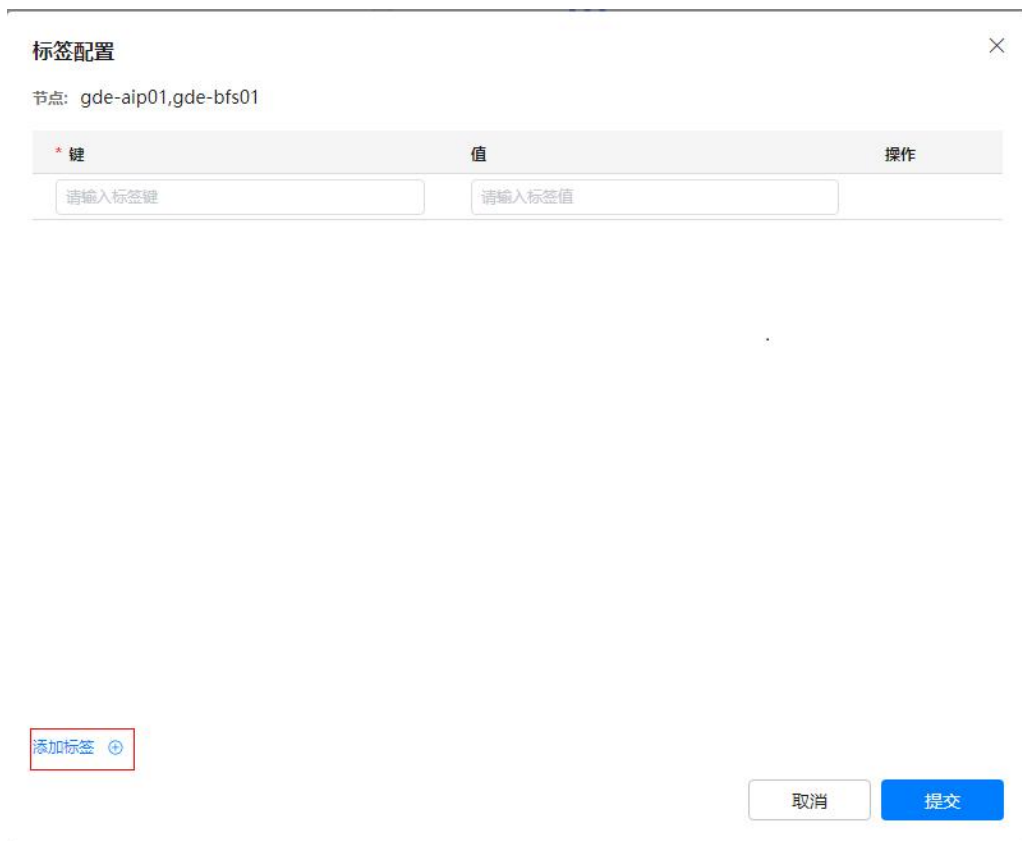 标签配置
节点: gde-aip01,gde-bfs01
* 键 值 操作
请输入标签键 请输入标签值
添加标签
取消 提交